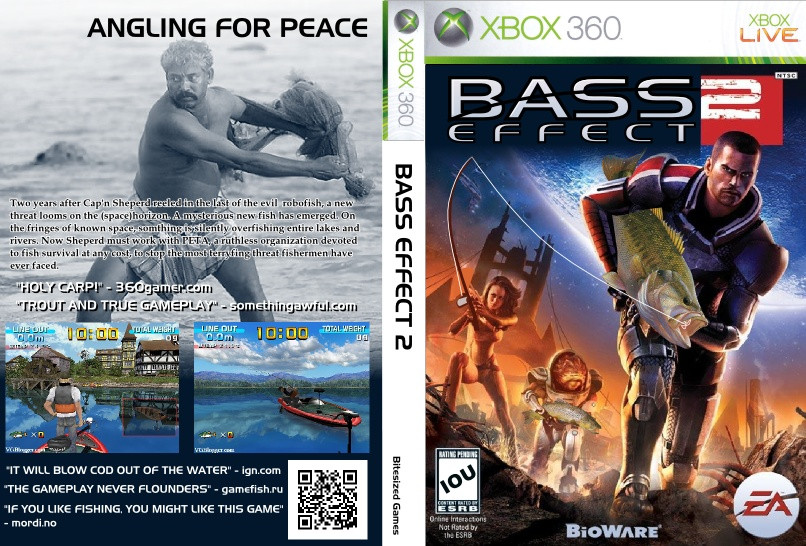 ANGLING FOR PEACE
Two years after Cap'n Sheperd reeled in the last of the evil robofish, a new
threat looms on the (space)horizon. A mysterious new fish has emerged. On
the fringes of known space, somthing is silently overfishing entire lakes and
rivers. Now Sheperd must work with PETA, a ruthless organization devoted
to fish survival at any cost, to stop the most terryfing threat fishermen have
ever faced.
"HOLY CARP!" - 360gamer.com
"TROUT AND TRUE GAMEPLAY" - somethingawful.com
LINE OUT 10:00 TOTAL WEIGHT
0.0m
X 0
VGBlogger.com
LINE OUT 10:00 TOTAL WEIGHT
0.0m
X 0
VGBlogger.com
"IT WILL BLOW COD OUT OF THE WATER" - ign.com
"THE GAMEPLAY NEVER FLOUNDERS" - gamefish.ru
"IF YOU LIKE FISHING, YOU MIGHT LIKE THIS GAME"
- mordi.no
XBOX 360
BASS EFFECT 2
Bitesized Games
XBOX 360
XBOX
LIVE
NTSC
BASS 2
EFFECT
RATING PENDING
IOU
CONTENT RATED BY
ESRB
Online Interactions
Not Rated by
the ESRB
BIOWARE
EA